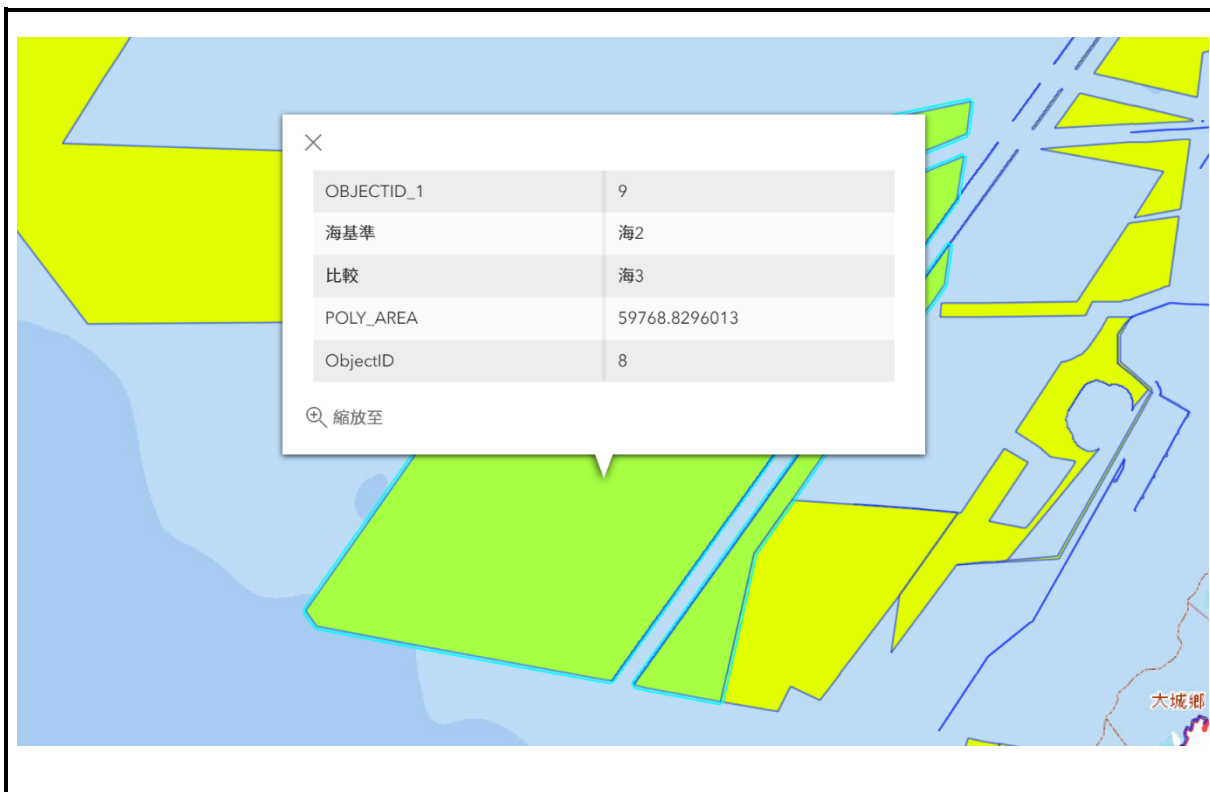 OBJECTID_1 9
海基準 海2
比較 海3
POLY_AREA 59768.8296013
ObjectID 8
縮放至
大城鄉